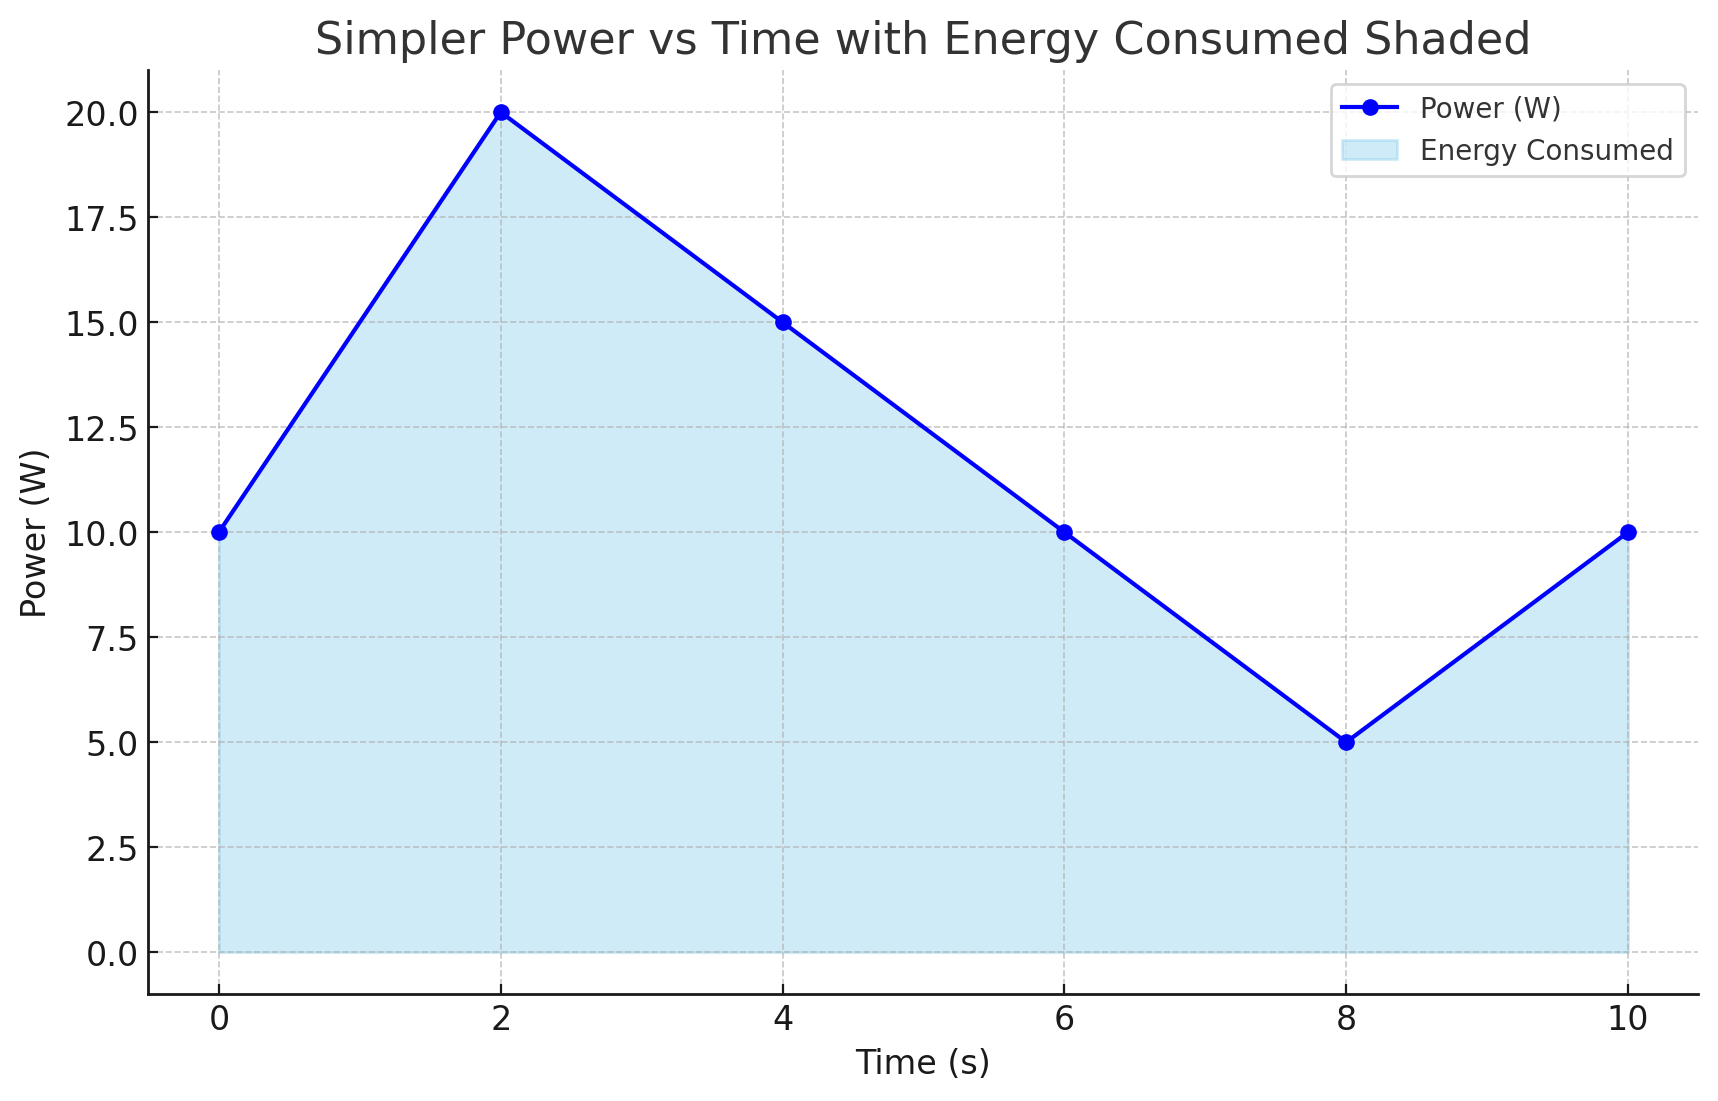 Simpler Power vs Time with Energy Consumed Shaded
Power (W)
Energy Consumed
20.0
17.5
15.0
12.5
10.0
7.5
5.0
2.5
0.0
Power (W)
0 2 4 6 8 10
Time (s)